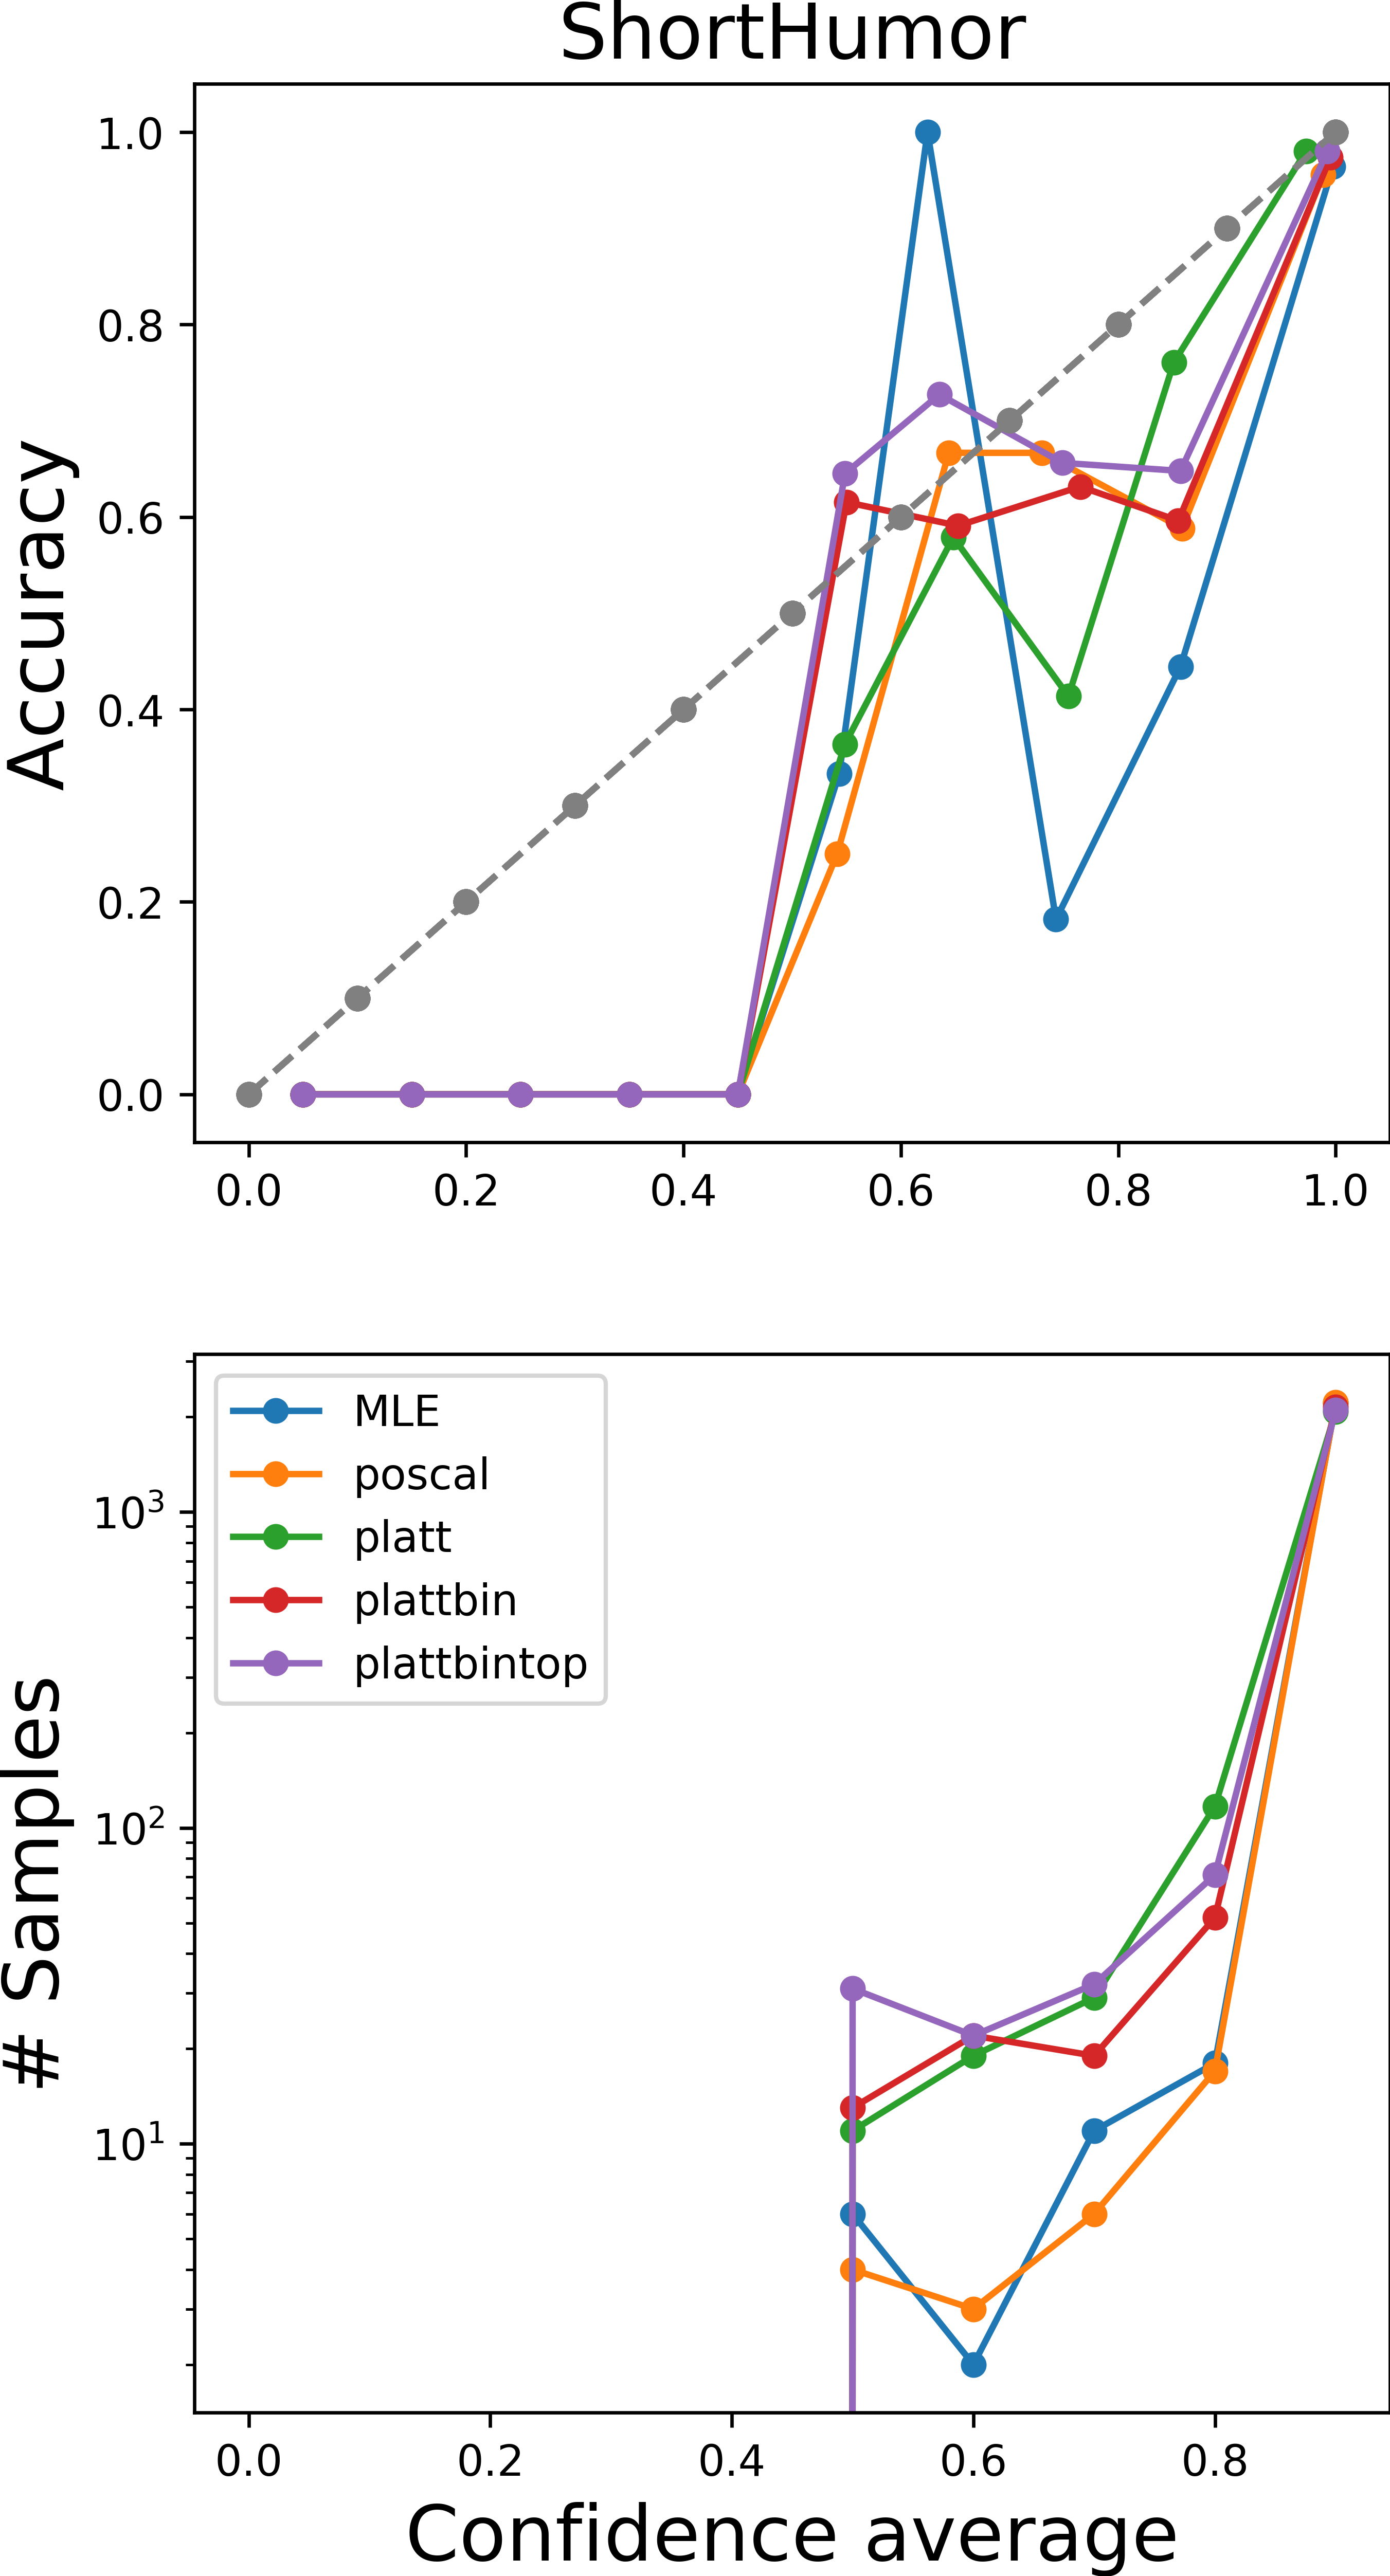 ShortHumor
Accuracy
1.0
0.8
0.6
0.4
0.2
0.0
0.0 0.2 0.4 0.6 0.8 1.0
# Samples
10³
10²
10¹
MLE
poscal
platt
plattbin
plattbintop
0.0 0.2 0.4 0.6 0.8
Confidence average